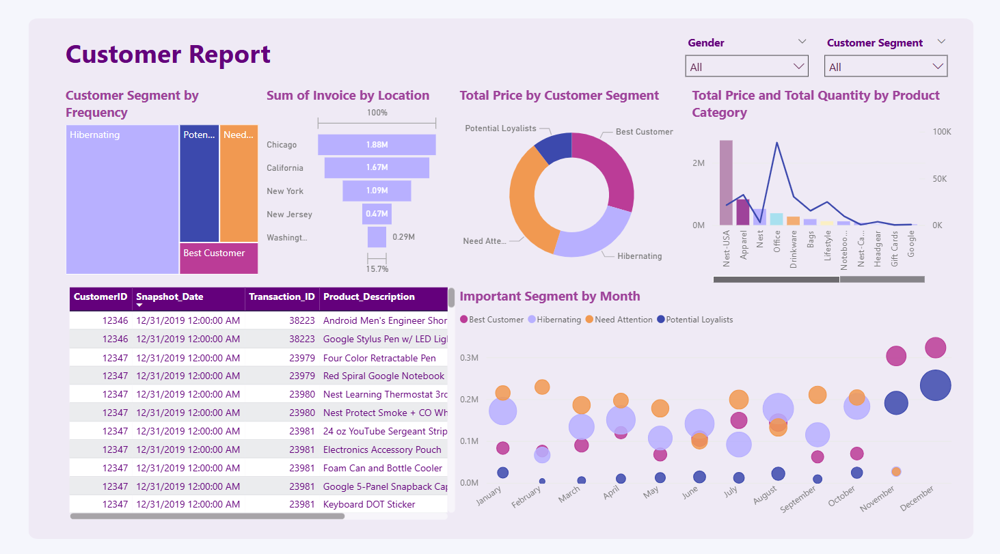 Customer Report
Gender
All
Customer Segment
All
Customer Segment by
Frequency
Hibernating
Poten...
Need...
Best Customer
Sum of Invoice by Location
100%
Chicago 1.88M
California 1.67M
New York 1.09M
New Jersey 0.47M
Washingt... 0.29M
15.7%
Total Price by Customer Segment
Potential Loyalists
Best Customer
Need Atte...
Hibernating
Total Price and Total Quantity by Product
Category
100K
2M
50K
0M
0K
Nest-USA
Apparel
Nest
Office
Drinkware
Bags
Lifestyle
Noteboo...
Nest-Ca...
Headgear
Gift Cards
Google
CustomerID Snapshot_Date Transaction_ID Product_Description
12346 12/31/2019 12:00:00 AM 38223 Android Men's Engineer Shor
12346 12/31/2019 12:00:00 AM 38223 Google Stylus Pen w/ LED Ligl
12347 12/31/2019 12:00:00 AM 23979 Four Color Retractable Pen
12347 12/31/2019 12:00:00 AM 23979 Red Spiral Google Notebook
12347 12/31/2019 12:00:00 AM 23980 Nest Learning Thermostat 3rd
12347 12/31/2019 12:00:00 AM 23980 Nest Protect Smoke + CO Wh
12347 12/31/2019 12:00:00 AM 23981 24 oz YouTube Sergeant Strip
12347 12/31/2019 12:00:00 AM 23981 Electronics Accessory Pouch
12347 12/31/2019 12:00:00 AM 23981 Foam Can and Bottle Cooler
12347 12/31/2019 12:00:00 AM 23981 Google 5-Panel Snapback Cap
12347 12/31/2019 12:00:00 AM 23981 Keyboard DOT Sticker
Important Segment by Month
Best Customer Hibernating Need Attention Potential Loyalists
0.3M
0.2M
0.1M
0.0M
January
February
March
April
May
June
July
August
September
October
November
December